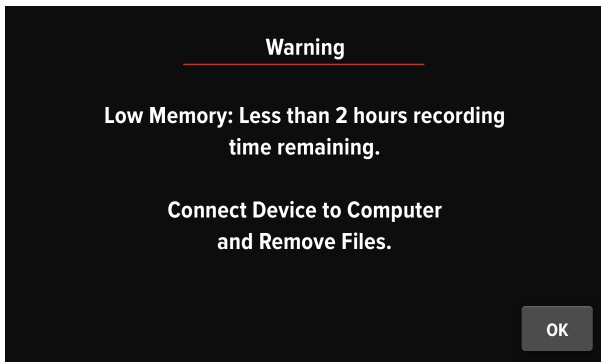 Warning
Low Memory: Less than 2 hours recording
time remaining.
Connect Device to Computer
and Remove Files.
OK